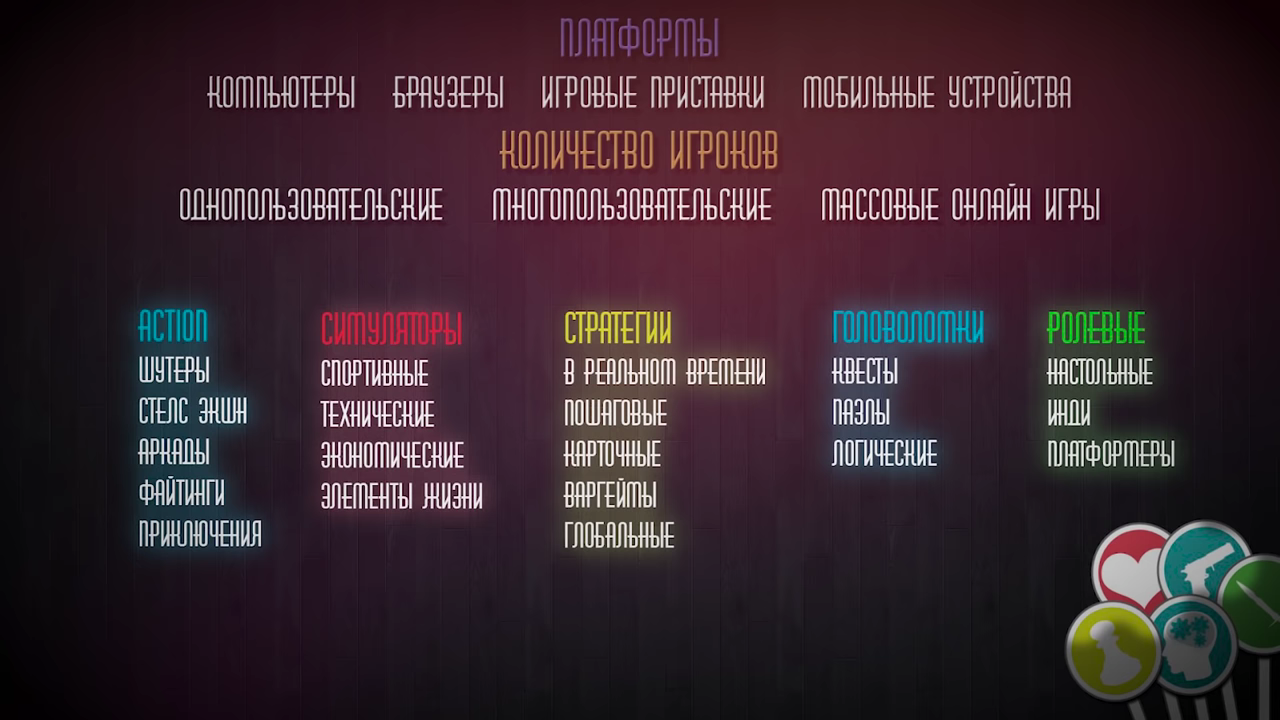 ПЛАТФОРМЫ
КОМПЬЮТЕРЫ БРАУЗЕРЫ ИГРОВЫЕ ПРИСТАВКИ МОБИЛЬНЫЕ УСТРОЙСТВА
КОЛИЧЕСТВО ИГРОКОВ
ОДНОПОЛЬЗОВАТЕЛЬСКИЕ МНОГОПОЛЬЗОВАТЕЛЬСКИЕ МАССОВЫЕ ОНЛАЙН ИГРЫ
ACTION
ШУТЕРЫ
СТЕЛС ЭКШН
АРКАДЫ
ФАЙТИНГИ
ПРИКЛЮЧЕНИЯ
СИМУЛЯТОРЫ
СПОРТИВНЫЕ
ТЕХНИЧЕСКИЕ
ЭКОНОМИЧЕСКИЕ
ЭЛЕМЕНТЫ ЖИЗНИ
СТРАТЕГИИ
В РЕАЛЬНОМ ВРЕМЕНИ
ПОШАГОВЫЕ
КАРТОЧНЫЕ
ВАРГЕЙМЫ
ГЛОБАЛЬНЫЕ
ГОЛОВОЛОМКИ
КВЕСТЫ
ПАЗЛЫ
ЛОГИЧЕСКИЕ
РОЛЕВЫЕ
НАСТОЛЬНЫЕ
ИНДИ
ПЛАТФОРМЕРЫ